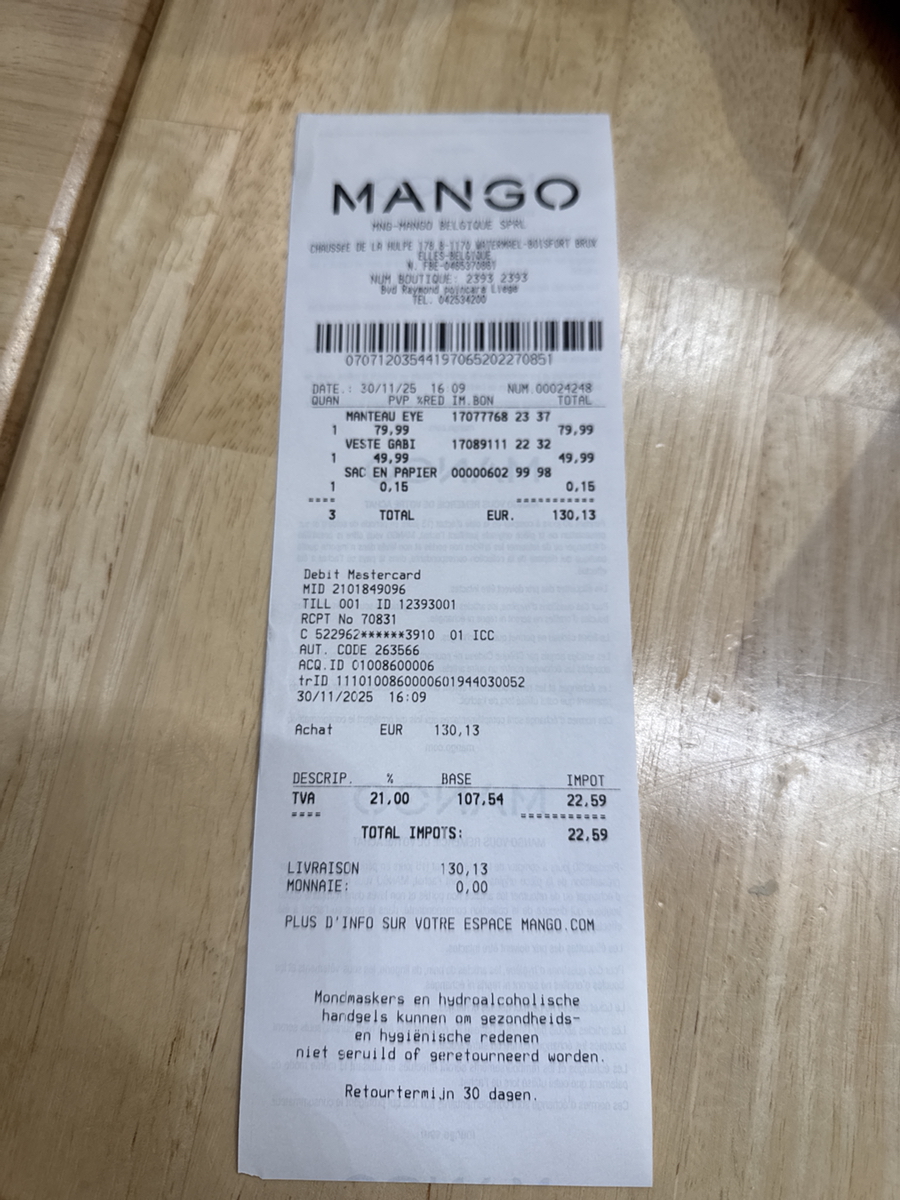 MANGO
MNG-MANGO BELGIQUE SPRL
CHAUSSEE DE LA HULPE 178 B-1170 WATERMAEL-BOISFORT BRUX
ELLES-BELGIQUE
N. FBE-0465370861
NUM BOUTIQUE: 2393 2393
Bvd Raymond poincare Liege
TEL. 042534200
07071203544197065202270851
DATE.: 30/11/25 16 09 NUM.00024248
QUAN PVP %RED IM.BON TOTAL
MANTEAU EYE 17077768 23 37
1 79,99 79,99
VESTE GABI 17089111 22 32
1 49,99 49,99
SAC EN PAPIER 00000602 99 98
1 0,15 0,15
==== ===========
3 TOTAL EUR. 130,13
Debit Mastercard
MID 2101849096
TILL 001 ID 12393001
RCPT No 70831
C 522962******3910 01 ICC
AUT. CODE 263566
ACQ.ID 01008600006
trID 1110100860000601944030052
30/11/2025 16:09
Achat EUR 130,13
DESCRIP. % BASE IMPOT
TVA 21,00 107,54 22,59
==== ===========
TOTAL IMPOTS: 22,59
LIVRAISON 130,13
MONNAIE: 0,00
PLUS D'INFO SUR VOTRE ESPACE MANGO.COM
Mondmaskers en hydroalcoholische
handgels kunnen om gezondheids-
en hygiënische redenen
niet geruild of geretourneerd worden.
Retourtermijn 30 dagen.